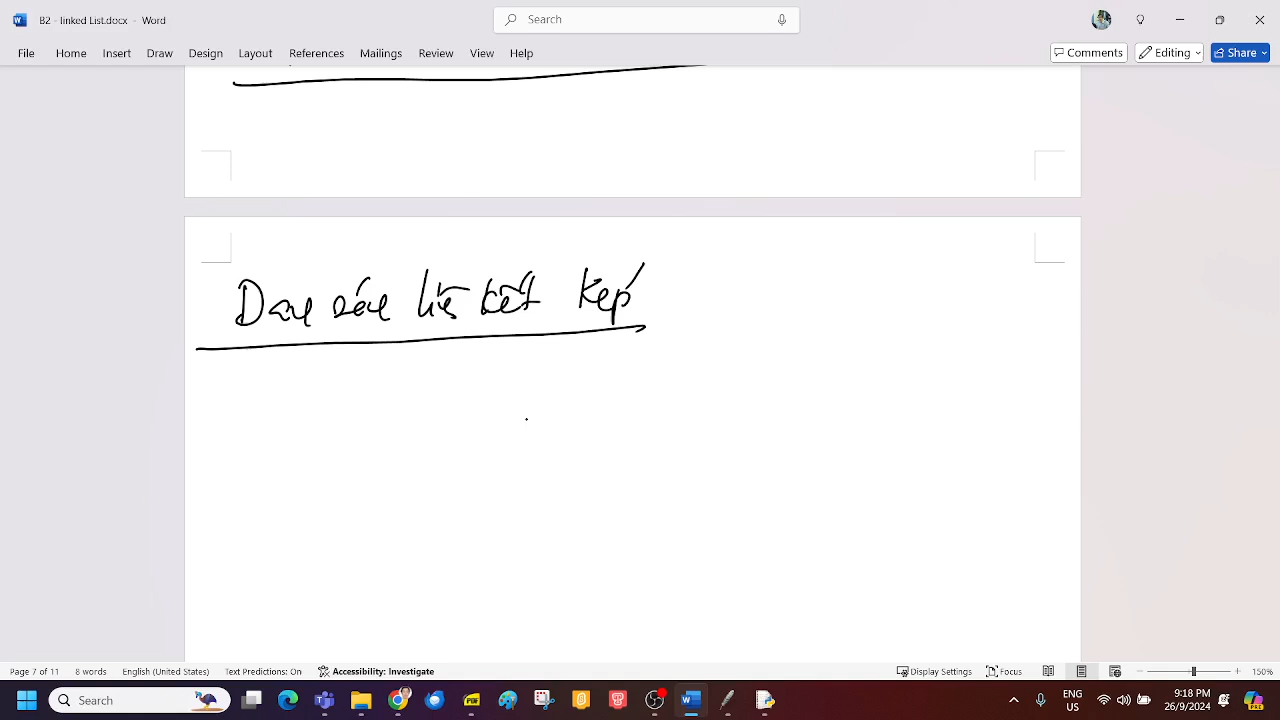 B2 - linked List.docx - Word
Search
File Home Insert Draw Design Layout References Mailings Review View Help
Comments Editing Share
Danh sách liên kết kép
Page 7 of 11 8 words English (United States) Text Predictions: On Accessibility: Investigate Display Settings Focus 150%
Search
ENG
US
9:18 PM
26/9/2024